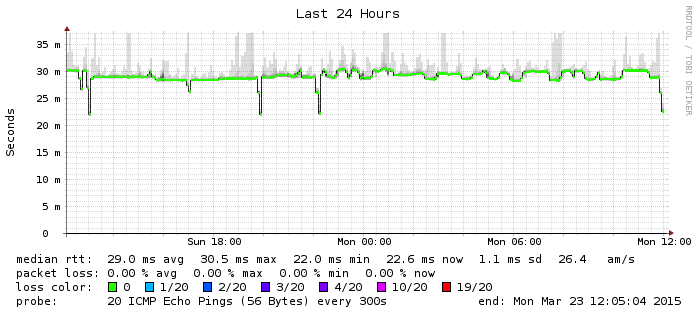 Last 24 Hours
RRDTOOL / TOBI OETIKER
Seconds
35 m
30 m
25 m
20 m
15 m
10 m
5 m
0
Sun 18:00 Mon 00:00 Mon 06:00 Mon 12:00
median rtt: 29.0 ms avg 30.5 ms max 22.0 ms min 22.6 ms now 1.1 ms sd 26.4 am/s
packet loss: 0.00 % avg 0.00 % max 0.00 % min 0.00 % now
loss color: 0 1/20 2/20 3/20 4/20 10/20 19/20
probe: 20 ICMP Echo Pings (56 Bytes) every 300s end: Mon Mar 23 12:05:04 2015